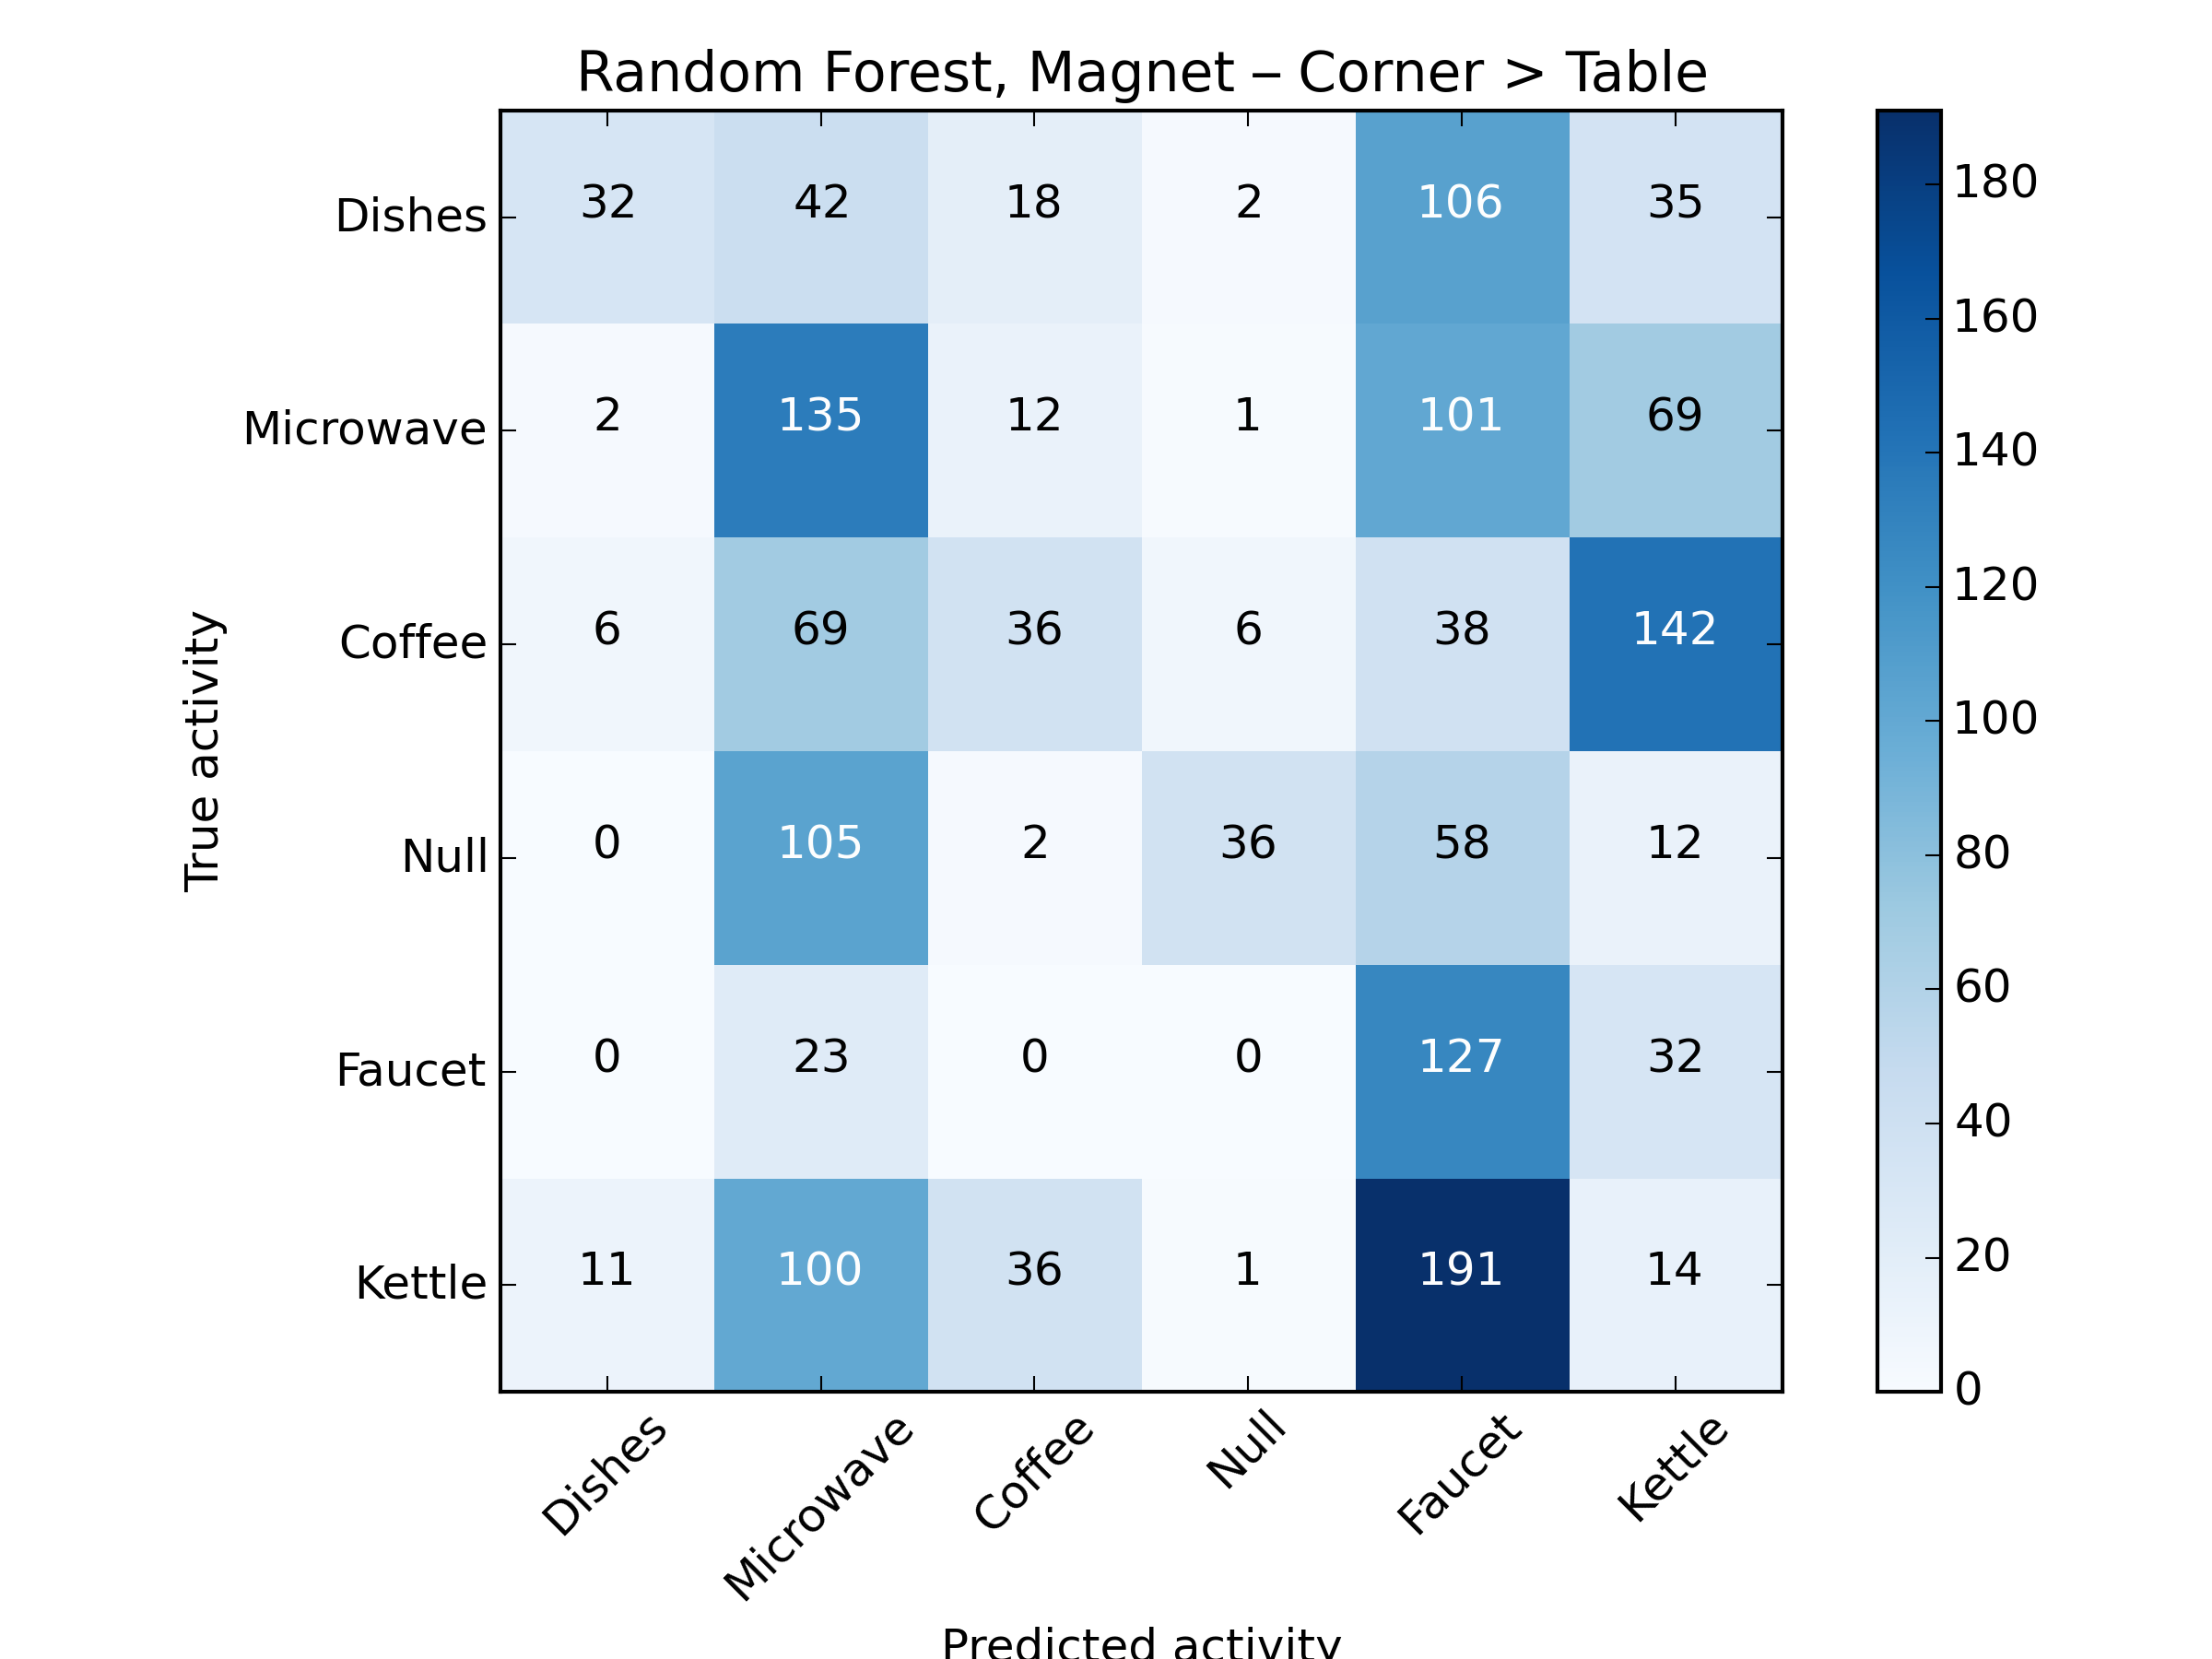 Random Forest, Magnet – Corner > Table
Dishes 32 42 18 2 106 35
Microwave 2 135 12 1 101 69
Coffee 6 69 36 6 38 142
Null 0 105 2 36 58 12
Faucet 0 23 0 0 127 32
Kettle 11 100 36 1 191 14
True activity
Dishes Microwave Coffee Null Faucet Kettle
Predicted activity
180
160
140
120
100
80
60
40
20
0